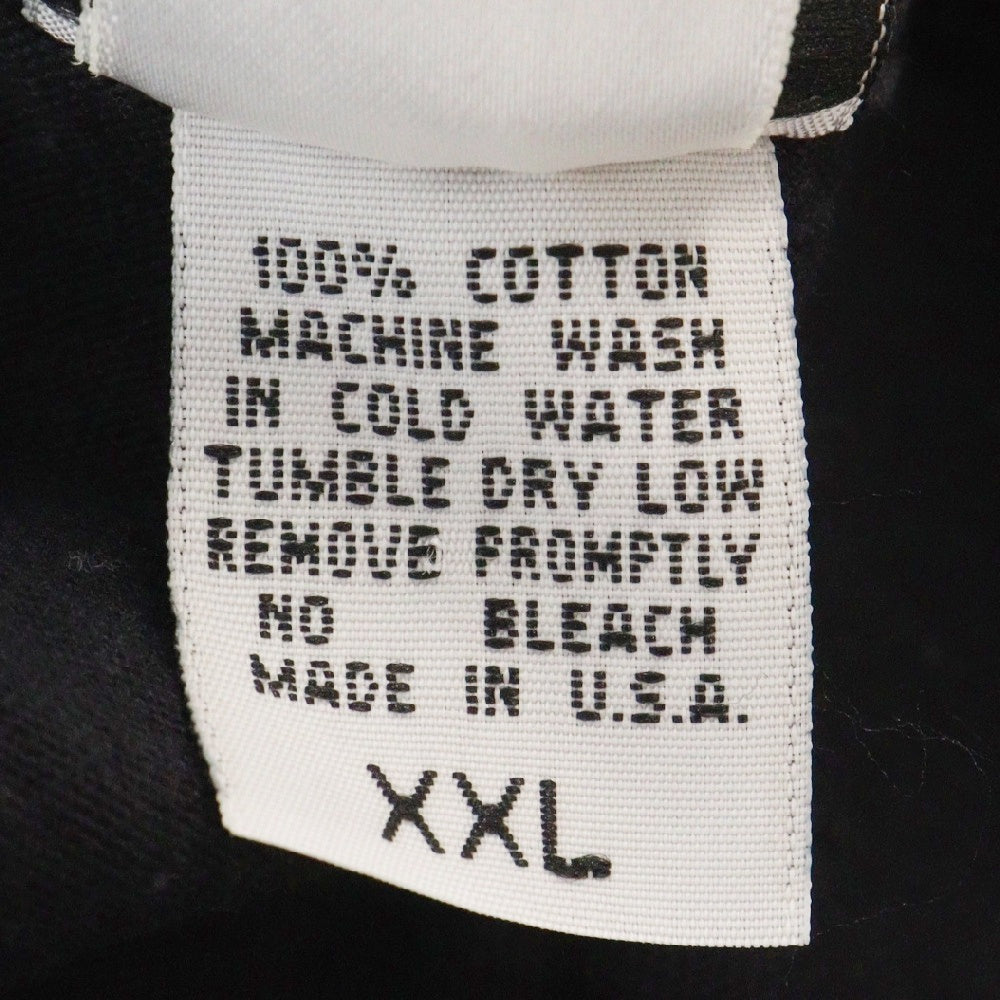 100% COTTON
MACHINE WASH
IN COLD WATER
TUMBLE DRY LOW
REMOVE PROMPTLY
NO BLEACH
MADE IN U.S.A.
XXL